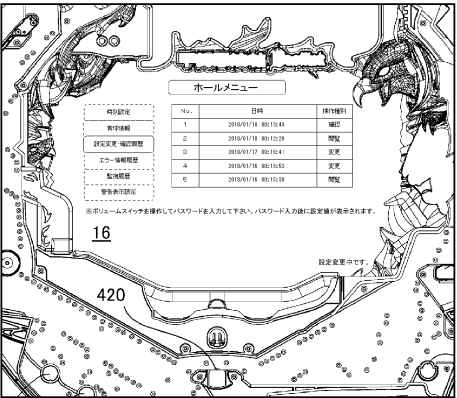 ホールメニュー
時刻設定
賞球情報
設定変更・確認履歴
エラー情報履歴
監視履歴
警告表示設定
No. 日時 操作種別
1 2018/01/18 00:13:43 確認
2 2018/01/18 00:12:28 閲覧
3 2018/01/17 00:16:41 変更
4 2018/01/16 00:16:53 変更
5 2018/01/16 00:15:38 閲覧
※ボリュームスイッチを操作してパスワードを入力して下さい。パスワード入力後に設定値が表示されます。
16
設定変更中です。
420